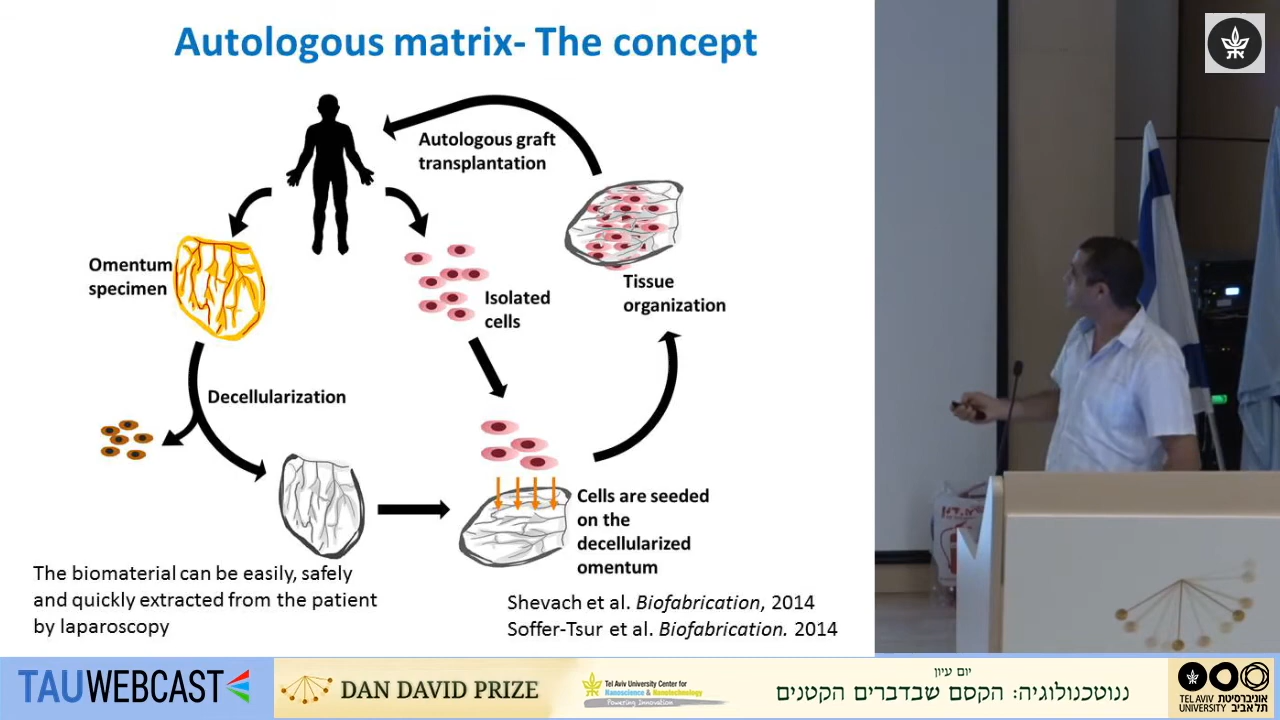 Autologous matrix- The concept
Autologous graft
transplantation
Omentum
specimen
Isolated
cells
Tissue
organization
Decellularization
Cells are seeded
on the
decellularized
omentum
The biomaterial can be easily, safely
and quickly extracted from the patient
by laparoscopy
Shevach et al. Biofabrication, 2014
Soffer-Tsur et al. Biofabrication. 2014
TAUWEBCAST
DAN DAVID PRIZE
Tel Aviv University Center for
Nanoscience & Nanotechnology
Powering Innovation
יום עיון
ננוטכנולוגיה: הקסם שבדברים הקטנים
TEL AVIV אוניברסיטת
UNIVERSITY תל אביב